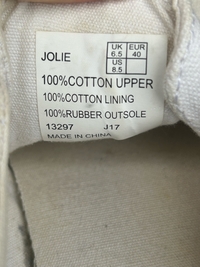 JOLIE
UK EUR
6.5 40
US
8.5
100%COTTON UPPER
100%COTTON LINING
100%RUBBER OUTSOLE
13297 J17
MADE IN CHINA